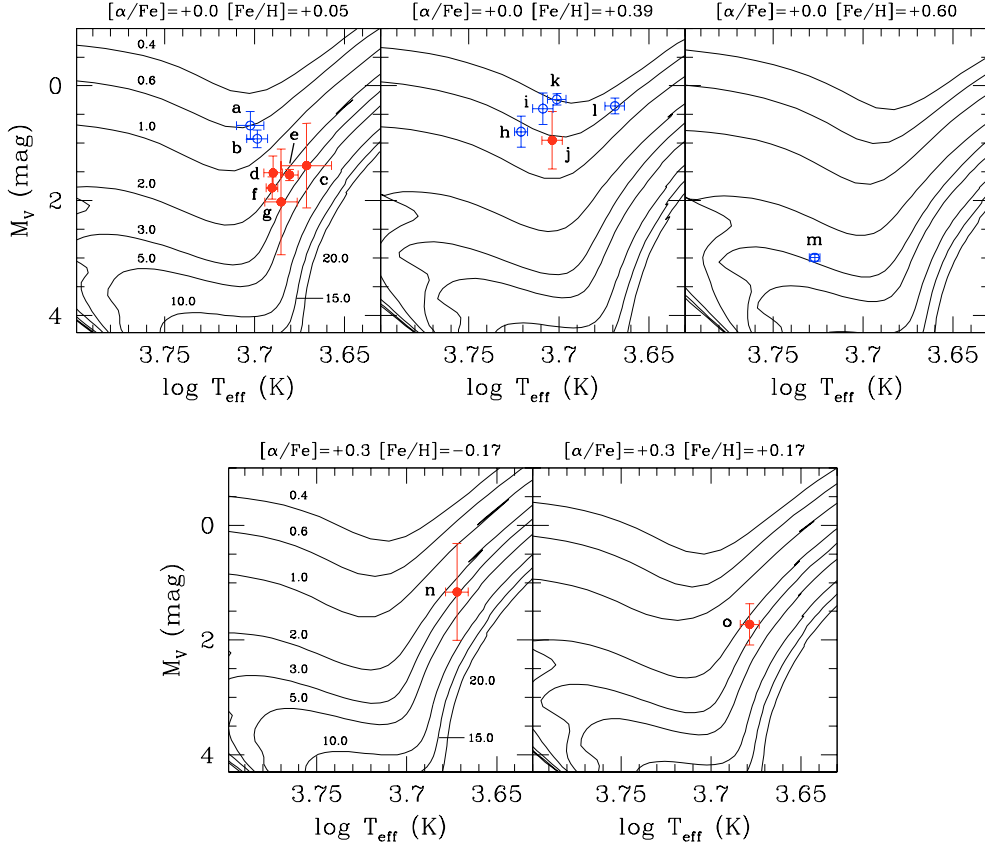 [α/Fe]=+0.0 [Fe/H]=+0.05
[α/Fe]=+0.0 [Fe/H]=+0.39
[α/Fe]=+0.0 [Fe/H]=+0.60
0.4
0.6
1.0
2.0
3.0
5.0
10.0
20.0
15.0
a
b
c
d
e
f
g
h
i
j
k
l
m
0
2
4
M_V (mag)
3.75
3.7
3.65
3.75
3.7
3.65
3.75
3.7
3.65
log T_eff (K)
log T_eff (K)
log T_eff (K)
[α/Fe]=+0.3 [Fe/H]=−0.17
[α/Fe]=+0.3 [Fe/H]=+0.17
0.4
0.6
1.0
2.0
3.0
5.0
10.0
20.0
15.0
n
o
0
2
4
M_V (mag)
3.75
3.7
3.65
3.75
3.7
3.65
log T_eff (K)
log T_eff (K)